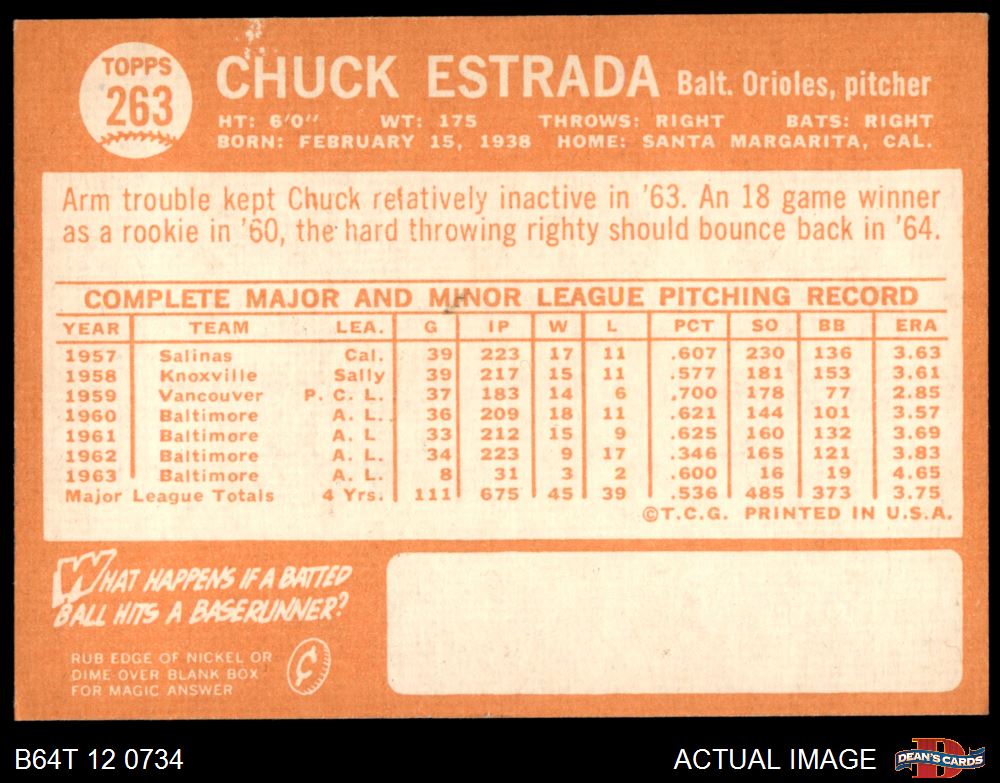 TOPPS
263
CHUCK ESTRADA Balt. Orioles, pitcher
HT: 6'0" WT: 175 THROWS: RIGHT BATS: RIGHT
BORN: FEBRUARY 15, 1938 HOME: SANTA MARGARITA, CAL.
Arm trouble kept Chuck relatively inactive in '63. An 18 game winner
as a rookie in '60, the hard throwing righty should bounce back in '64.
COMPLETE MAJOR AND MINOR LEAGUE PITCHING RECORD
YEAR TEAM LEA. G IP W L PCT SO BB ERA
1957 Salinas Cal. 39 223 17 11 .607 230 136 3.63
1958 Knoxville Sally 39 217 15 11 .577 181 153 3.61
1959 Vancouver P. C. L. 37 183 14 6 .700 178 77 2.85
1960 Baltimore A. L. 36 209 18 11 .621 144 101 3.57
1961 Baltimore A. L 33 212 15 9 .625 160 132 3.69
1962 Baltimore A. L. 34 223 9 17 .346 165 121 3.83
1963 Baltimore A. L. 8 31 3 2 .600 16 19 4.65
Major League Totals 4 Yrs. 111 675 45 39 .536 485 373 3.75
©T.C.G. PRINTED IN U.S.A.
WHAT HAPPENS IF A BATTED
BALL HITS A BASERUNNER?
RUB EDGE OF NICKEL OR
DIME OVER BLANK BOX
FOR MAGIC ANSWER
B64T 12 0734 ACTUAL IMAGE DEAN'S CARDS